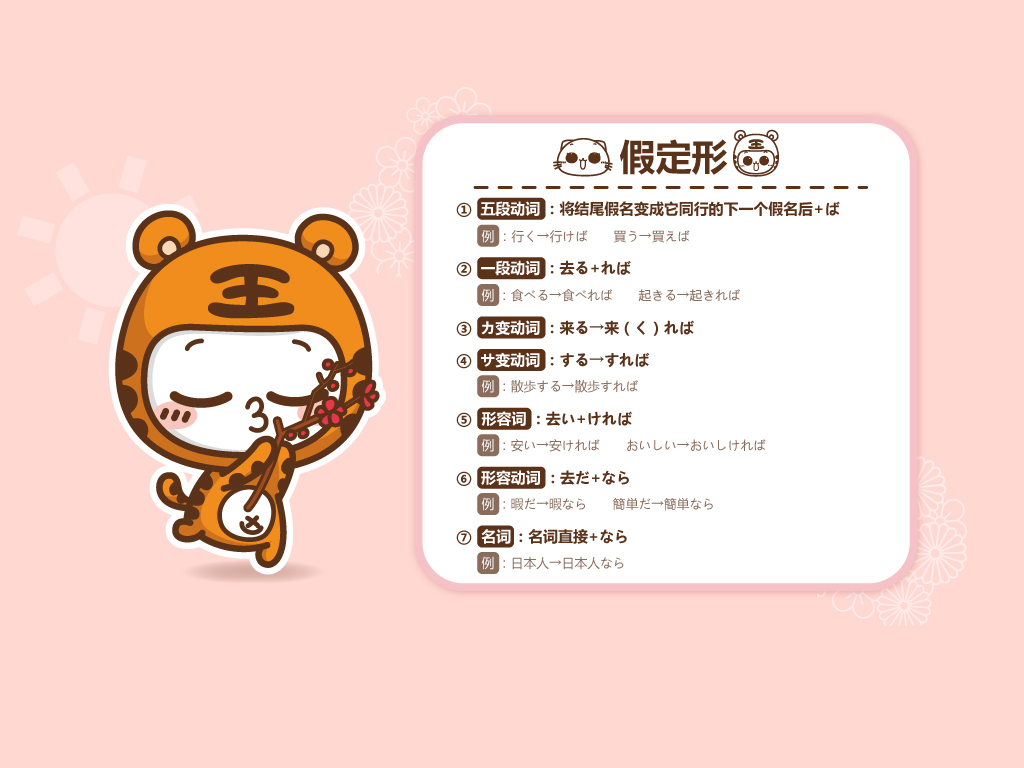 王
假定形
① 五段动词：将结尾假名变成它同行的下一个假名后+ば
例：行く→行けば 買う→買えば
② 一段动词：去る+れば
例：食べる→食べれば 起きる→起きれば
③ カ变动词：来る→来（く）れば
④ サ变动词：する→すれば
例：散歩する→散歩すれば
⑤ 形容词：去い+ければ
例：安い→安ければ おいしい→おいしければ
⑥ 形容动词：去だ+なら
例：暇だ→暇なら 簡単だ→簡単なら
⑦ 名词：名词直接+なら
例：日本人→日本人なら